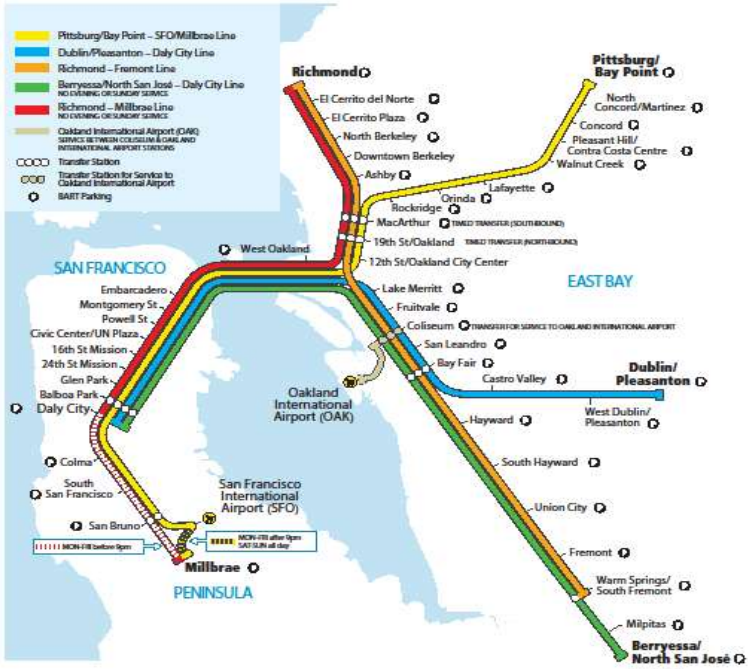 Pittsburg/Bay Point – SFO/Millbrae Line
Dublin/Pleasanton – Daly City Line
Richmond – Fremont Line
Berryessa/North San José – Daly City Line
NO EVENING OR SUNDAY SERVICE
Richmond – Millbrae Line
NO EVENING OR SUNDAY SERVICE
Oakland International Airport (OAK)
SERVICE BETWEEN COLISEUM & OAKLAND
INTERNATIONAL AIRPORT STATIONS
Transfer Station
Transfer Station for Service to
Oakland International Airport
BART Parking
Richmond
El Cerrito del Norte
El Cerrito Plaza
North Berkeley
Downtown Berkeley
Ashby
Pittsburg/
Bay Point
North
Concord/Martinez
Concord
Pleasant Hill/
Contra Costa Centre
Walnut Creek
Lafayette
Orinda
Rockridge
MacArthur
TIMED TRANSFER (SOUTHBOUND)
19th St/Oakland
TIMED TRANSFER (NORTHBOUND)
12th St/Oakland City Center
West Oakland
SAN FRANCISCO
EAST BAY
Embarcadero
Montgomery St
Powell St
Civic Center/UN Plaza
16th St Mission
24th St Mission
Glen Park
Balboa Park
Daly City
Lake Merritt
Fruitvale
Coliseum
TRANSFER FOR SERVICE TO OAKLAND INTERNATIONAL AIRPORT
San Leandro
Bay Fair
Castro Valley
Dublin/
Pleasanton
West Dublin/
Pleasanton
Oakland
International
Airport (OAK)
Hayward
South Hayward
Union City
Fremont
Warm Springs/
South Fremont
Milpitas
Berryessa/
North San José
Colma
South
San Francisco
San Bruno
San Francisco
International
Airport (SFO)
MON-FRI before 9pm
MON-FRI after 9pm
SAT-SUN all day
Millbrae
PENINSULA